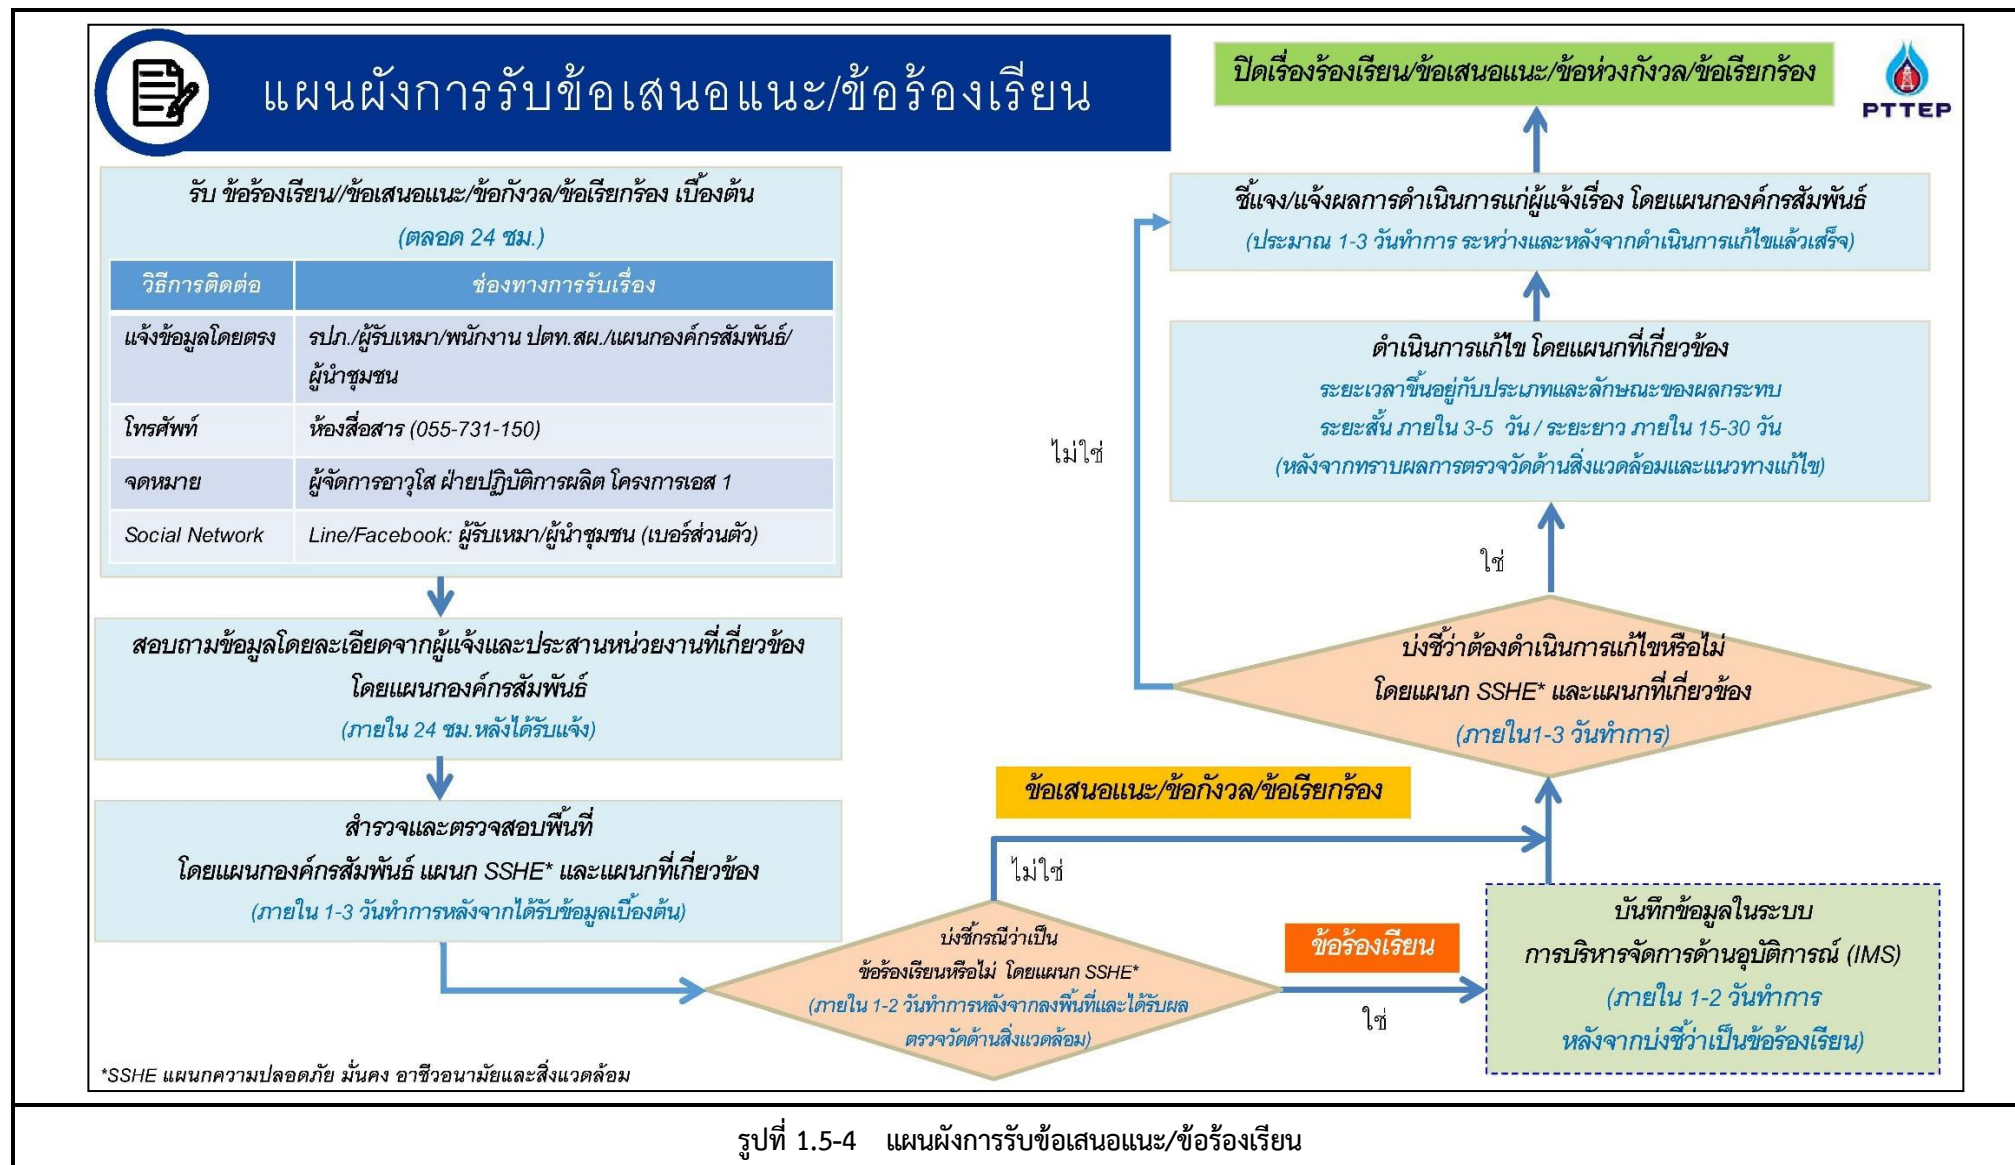 แผนผังการรับข้อเสนอแนะ/ข้อร้องเรียน
รับ ข้อร้องเรียน//ข้อเสนอแนะ/ข้อกังวล/ข้อเรียกร้อง เบื้องต้น
(ตลอด 24 ชม.)
วิธีการติดต่อ ช่องทางการรับเรื่อง
แจ้งข้อมูลโดยตรง รปภ./ผู้รับเหมา/พนักงาน ปตท.สผ./แผนกองค์กรสัมพันธ์/
ผู้นำชุมชน
โทรศัพท์ ห้องสื่อสาร (055-731-150)
จดหมาย ผู้จัดการอาวุโส ฝ่ายปฏิบัติการผลิต โครงการเอส 1
Social Network Line/Facebook: ผู้รับเหมา/ผู้นำชุมชน (เบอร์ส่วนตัว)
สอบถามข้อมูลโดยละเอียดจากผู้แจ้งและประสานหน่วยงานที่เกี่ยวข้อง
โดยแผนกองค์กรสัมพันธ์
(ภายใน 24 ชม.หลังได้รับแจ้ง)
สำรวจและตรวจสอบพื้นที่
โดยแผนกองค์กรสัมพันธ์ แผนก SSHE* และแผนกที่เกี่ยวข้อง
(ภายใน 1-3 วันทำการหลังจากได้รับข้อมูลเบื้องต้น)
บ่งชี้กรณีว่าเป็น
ข้อร้องเรียนหรือไม่ โดยแผนก SSHE*
(ภายใน 1-2 วันทำการหลังจากลงพื้นที่และได้รับผล
ตรวจวัดด้านสิ่งแวดล้อม)
ไม่ใช่
ข้อเสนอแนะ/ข้อกังวล/ข้อเรียกร้อง
ข้อร้องเรียน
ใช่
บันทึกข้อมูลในระบบ
การบริหารจัดการด้านอุบัติการณ์ (IMS)
(ภายใน 1-2 วันทำการ
หลังจากบ่งชี้ว่าเป็นข้อร้องเรียน)
บ่งชี้ว่าต้องดำเนินการแก้ไขหรือไม่
โดยแผนก SSHE* และแผนกที่เกี่ยวข้อง
(ภายใน1-3 วันทำการ)
ไม่ใช่
ใช่
ดำเนินการแก้ไข โดยแผนกที่เกี่ยวข้อง
ระยะเวลาขึ้นอยู่กับประเภทและลักษณะของผลกระทบ
ระยะสั้น ภายใน 3-5 วัน / ระยะยาว ภายใน 15-30 วัน
(หลังจากทราบผลการตรวจวัดด้านสิ่งแวดล้อมและแนวทางแก้ไข)
ชี้แจง/แจ้งผลการดำเนินการแก่ผู้แจ้งเรื่อง โดยแผนกองค์กรสัมพันธ์
(ประมาณ 1-3 วันทำการ ระหว่างและหลังจากดำเนินการแก้ไขแล้วเสร็จ)
ปิดเรื่องร้องเรียน/ข้อเสนอแนะ/ข้อห่วงกังวล/ข้อเรียกร้อง
PTTEP
*SSHE แผนกความปลอดภัย มั่นคง อาชีวอนามัยและสิ่งแวดล้อม
รูปที่ 1.5-4 แผนผังการรับข้อเสนอแนะ/ข้อร้องเรียน